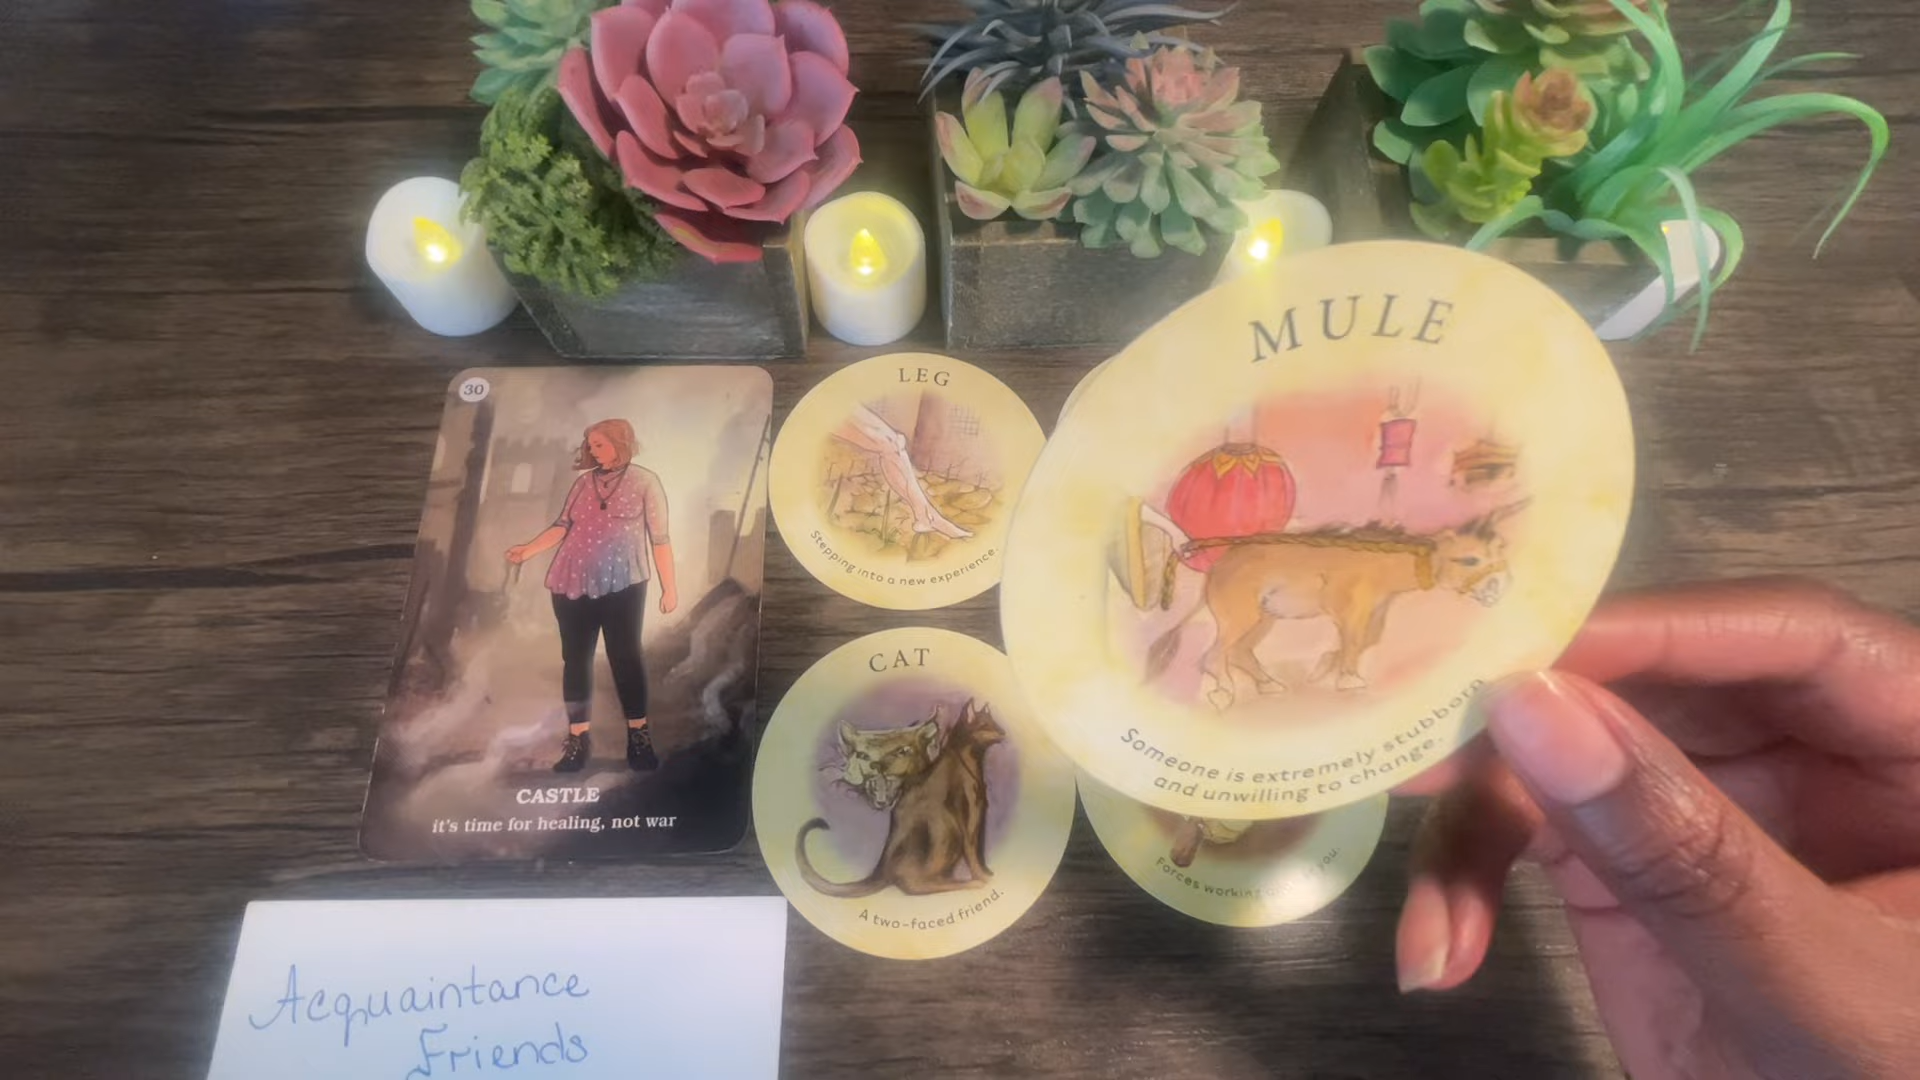 30
CASTLE
it's time for healing, not war
LEG
Stepping into a new experience.
CAT
A two-faced friend.
MULE
Someone is extremely stubborn
and unwilling to change.
Forces working you.
Acquaintance
Friends